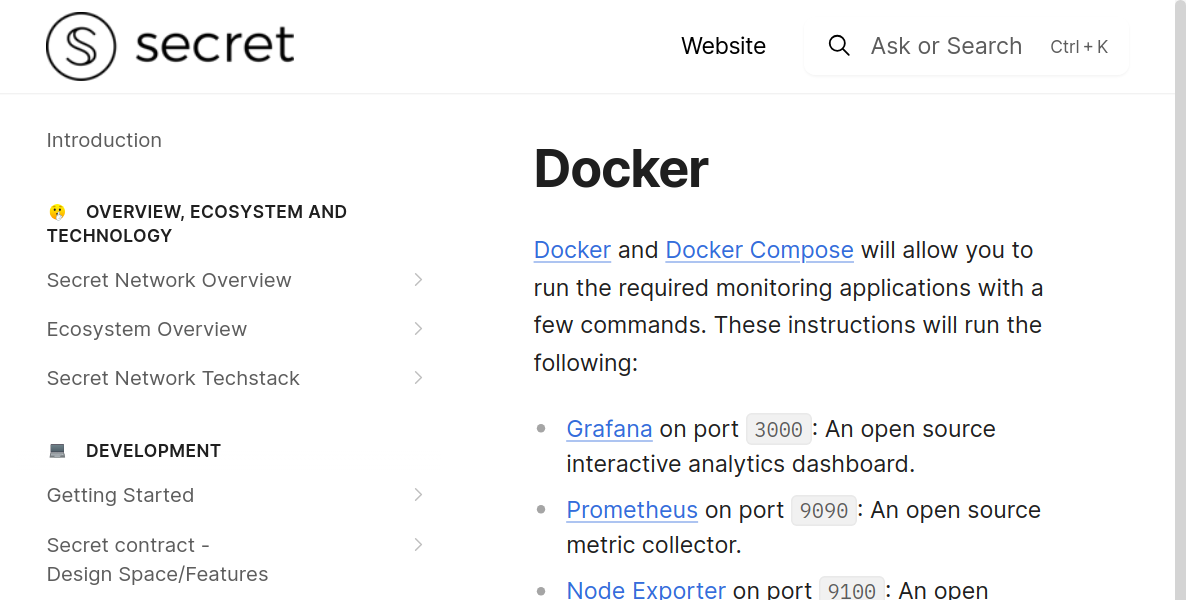 secret
Website
Ask or Search Ctrl + K
Introduction
OVERVIEW, ECOSYSTEM AND
TECHNOLOGY
Secret Network Overview
Ecosystem Overview
Secret Network Techstack
DEVELOPMENT
Getting Started
Secret contract -
Design Space/Features
Docker
Docker and Docker Compose will allow you to
run the required monitoring applications with a
few commands. These instructions will run the
following:
Grafana on port 3000: An open source
interactive analytics dashboard.
Prometheus on port 9090: An open source
metric collector.
Node Exporter on port 9100: An open